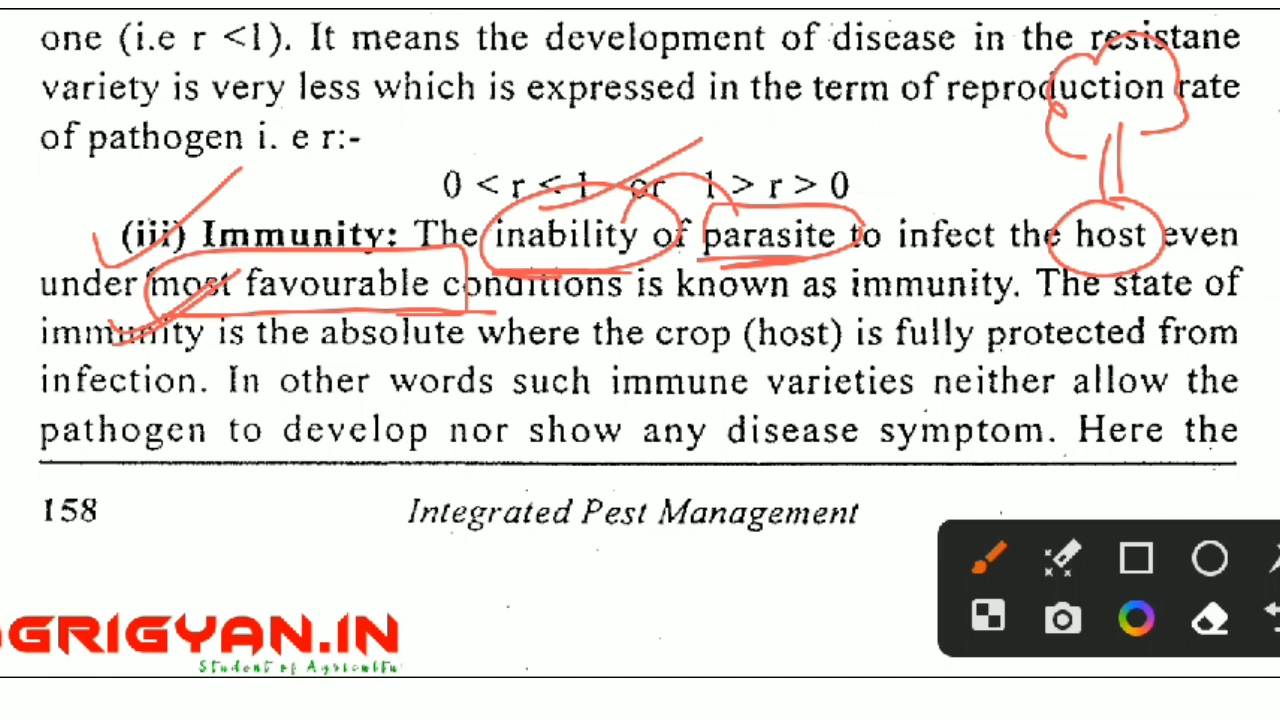 one (i.e r <1). It means the development of disease in the resistane
variety is very less which is expressed in the term of reproduction rate
of pathogen i. e r:-
0 < r < 1 or 1 > r > 0
(iii) Immunity: The inability of parasite to infect the host even
under most favourable conditions is known as immunity. The state of
immunity is the absolute where the crop (host) is fully protected from
infection. In other words such immune varieties neither allow the
pathogen to develop nor show any disease symptom. Here the
158 Integrated Pest Management
AGRIGYAN.IN
Student of Agricultu